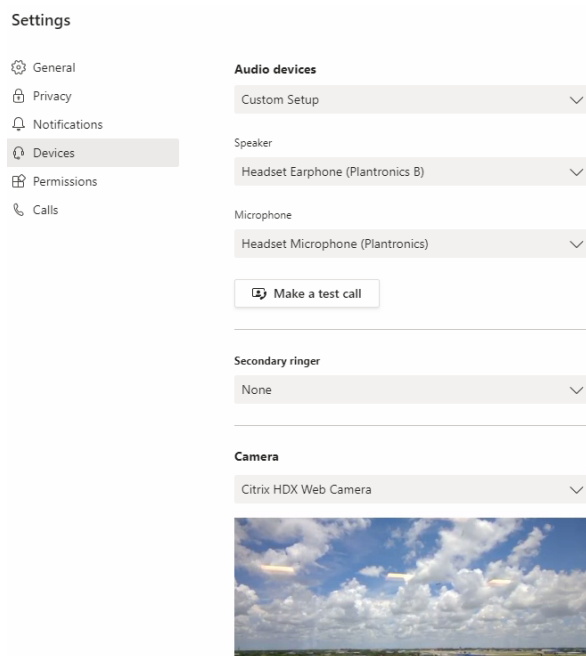 Settings
General
Privacy
Notifications
Devices
Permissions
Calls
Audio devices
Custom Setup
Speaker
Headset Earphone (Plantronics B)
Microphone
Headset Microphone (Plantronics)
Make a test call
Secondary ringer
None
Camera
Citrix HDX Web Camera